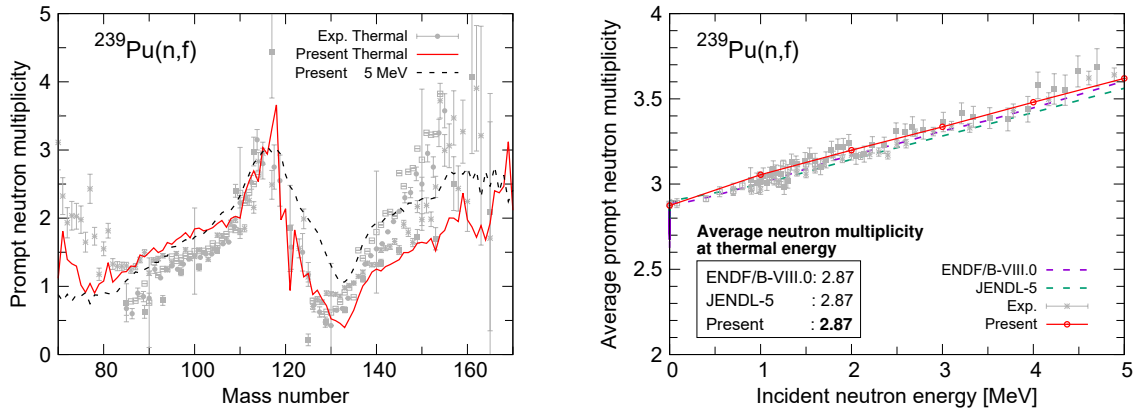 ²³⁹Pu(n,f)
Exp. Thermal
Present Thermal
Present 5 MeV
Prompt neutron multiplicity
5
4
3
2
1
0
80 100 120 140 160
Mass number
²³⁹Pu(n,f)
Average prompt neutron multiplicity
4
3.5
3
2.5
2
Average neutron multiplicity
at thermal energy
ENDF/B-VIII.0: 2.87
JENDL-5 : 2.87
Present : 2.87
ENDF/B-VIII.0
JENDL-5
Exp.
Present
0 1 2 3 4 5
Incident neutron energy [MeV]